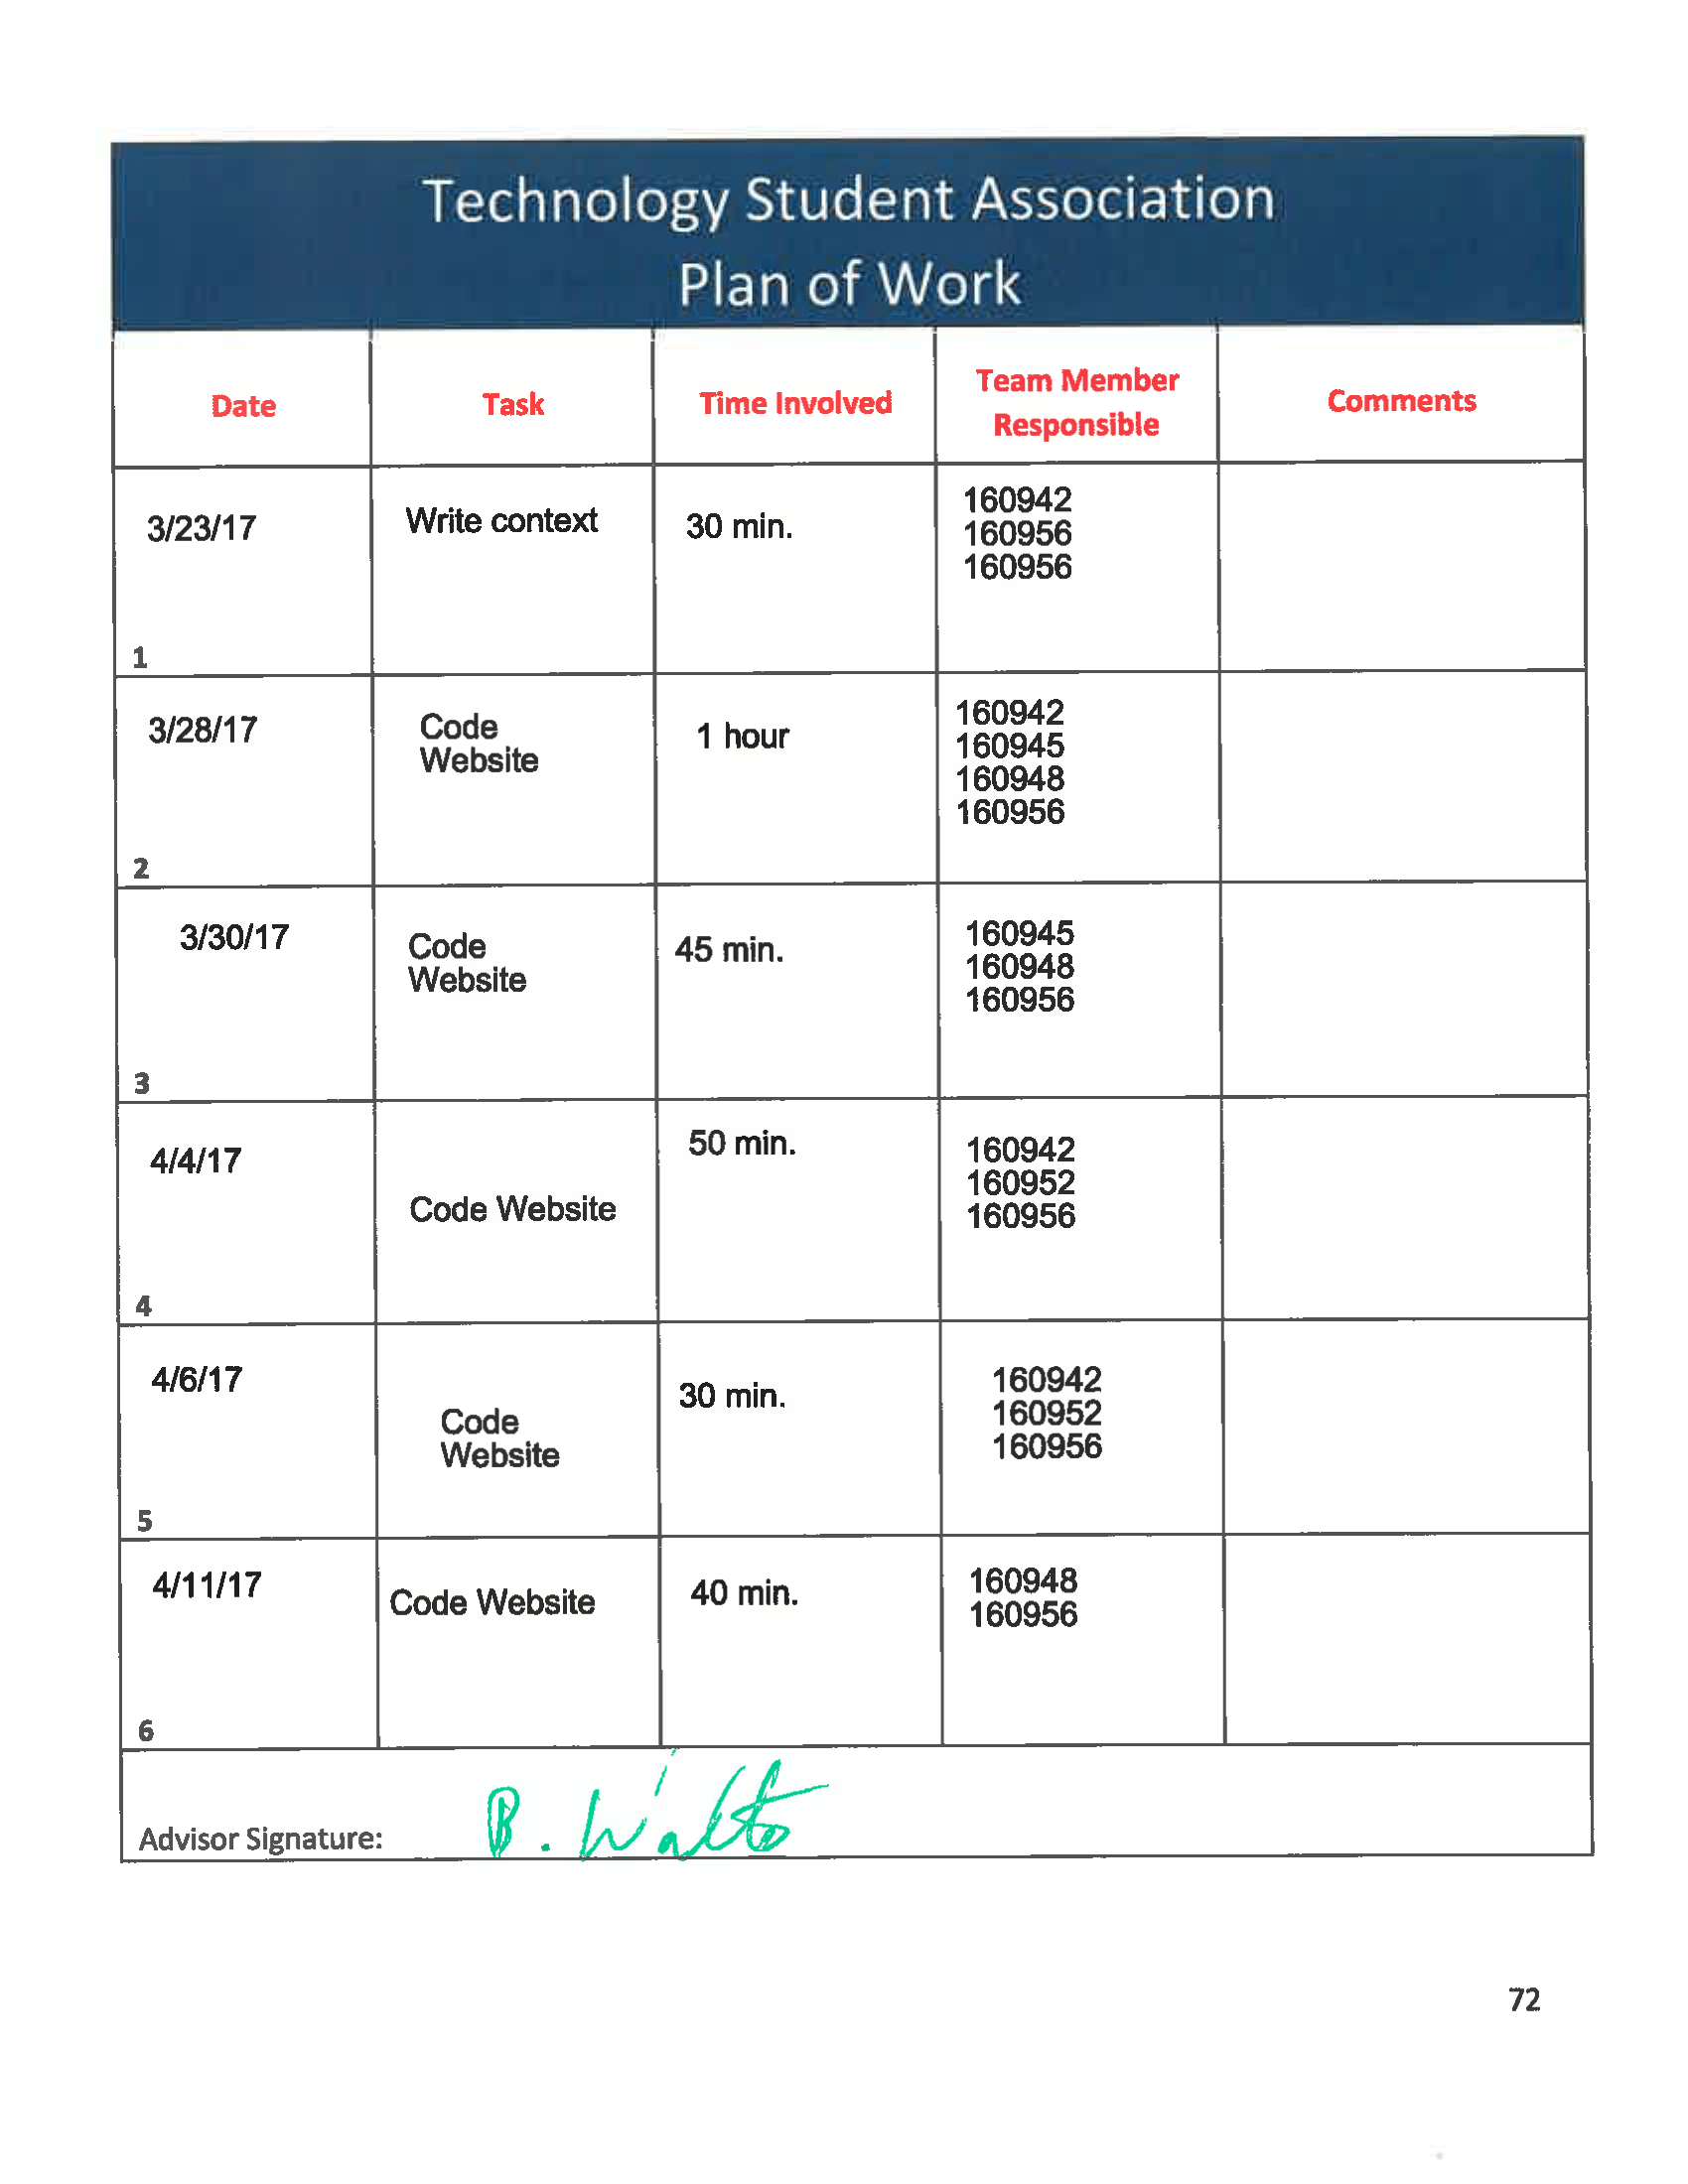 Technology Student Association
Plan of Work
Date
Task
Time Involved
Team Member
Responsible
Comments
3/23/17
Write context
30 min.
160942
160956
160956
1
3/28/17
Code
Website
1 hour
160942
160945
160948
160956
2
3/30/17
Code
Website
45 min.
160945
160948
160956
3
4/4/17
Code Website
50 min.
160942
160952
160956
4
4/6/17
Code
Website
30 min.
160942
160952
160956
5
4/11/17
Code Website
40 min.
160948
160956
6
Advisor Signature: B. Walto
72